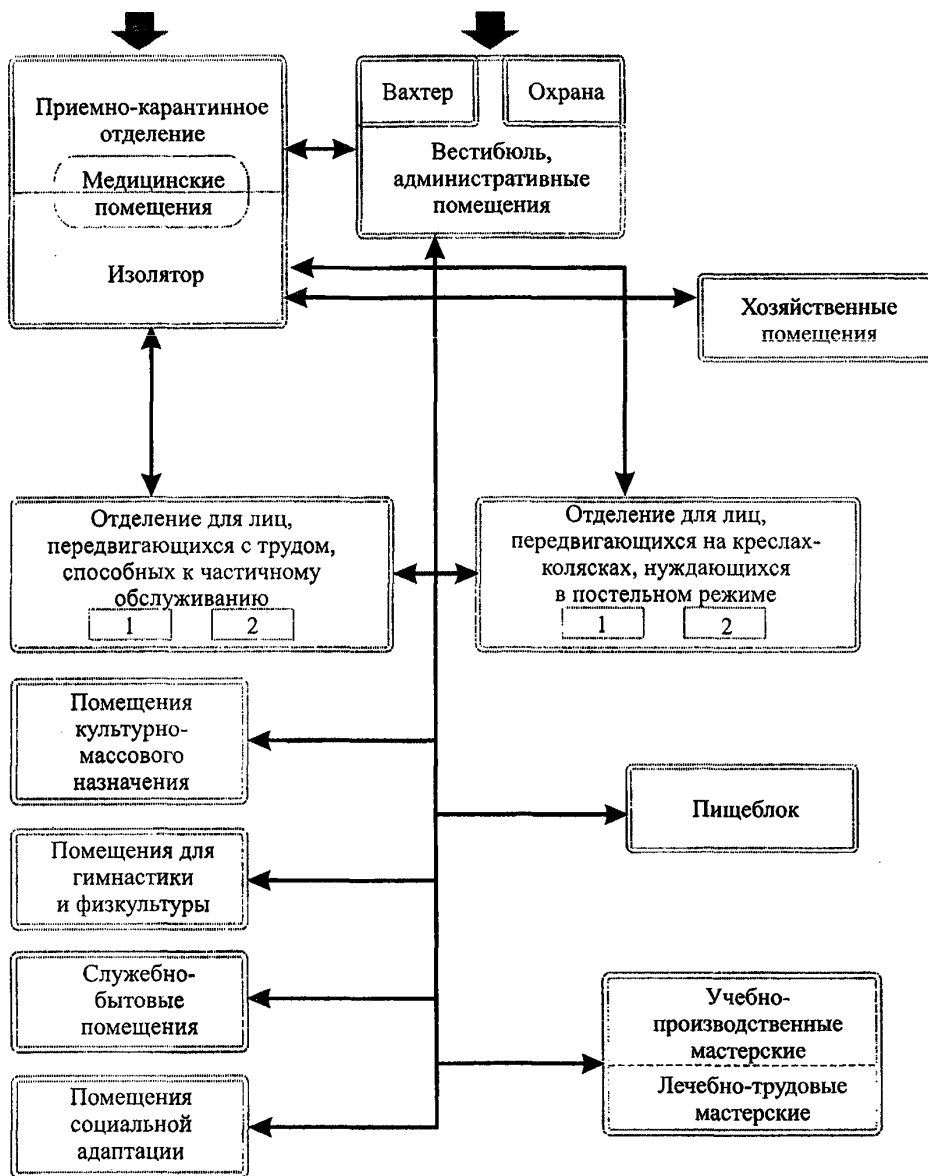 Приемно-карантинное
отделение
Медицинские
помещения
Изолятор
Вахтер
Охрана
Вестибюль,
административные
помещения
Хозяйственные
помещения
Отделение для лиц,
передвигающихся с трудом,
способных к частичному
обслуживанию
1
2
Отделение для лиц,
передвигающихся на креслах-
колясках, нуждающихся
в постельном режиме
1
2
Помещения
культурно-
массового
назначения
Пищеблок
Помещения для
гимнастики
и физкультуры
Служебно-
бытовые
помещения
Учебно-
производственные
мастерские
Лечебно-трудовые
мастерские
Помещения
социальной
адаптации